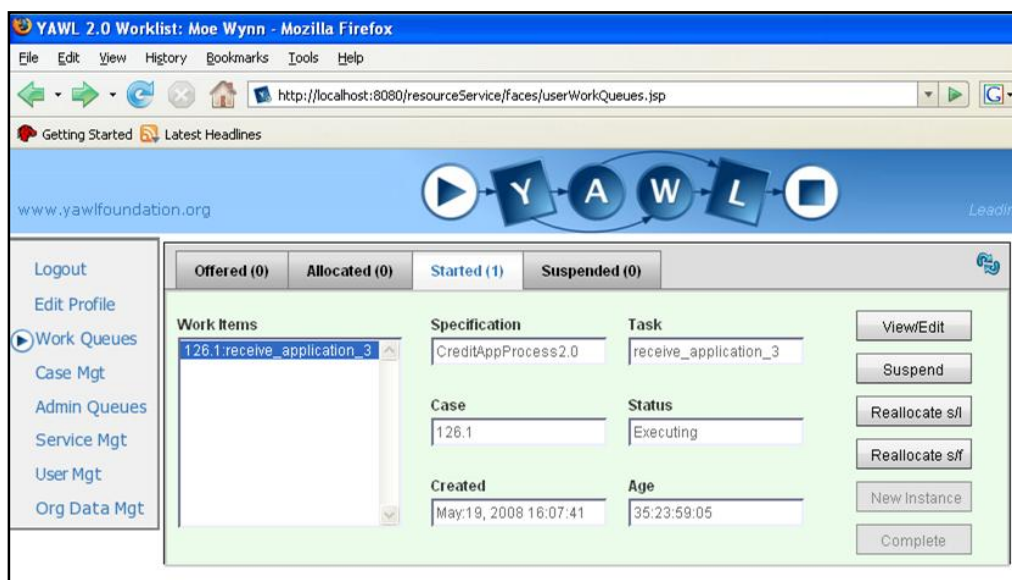 YAWL 2.0 Worklist: Moe Wynn - Mozilla Firefox
File Edit View History Bookmarks Tools Help
http://localhost:8080/resourceService/faces/userWorkQueues.jsp
G
Getting Started Latest Headlines
www.yawlfoundation.org
Y A W L
Logout
Edit Profile
Work Queues
Case Mgt
Admin Queues
Service Mgt
User Mgt
Org Data Mgt
Offered (0) Allocated (0) Started (1) Suspended (0)
Work Items
126.1:receive_application_3
Specification
CreditAppProcess2.0
Task
receive_application_3
Case
126.1
Status
Executing
Created
May:19, 2008 16:07:41
Age
35:23:59:05
View/Edit
Suspend
Reallocate s/l
Reallocate s/f
New Instance
Complete